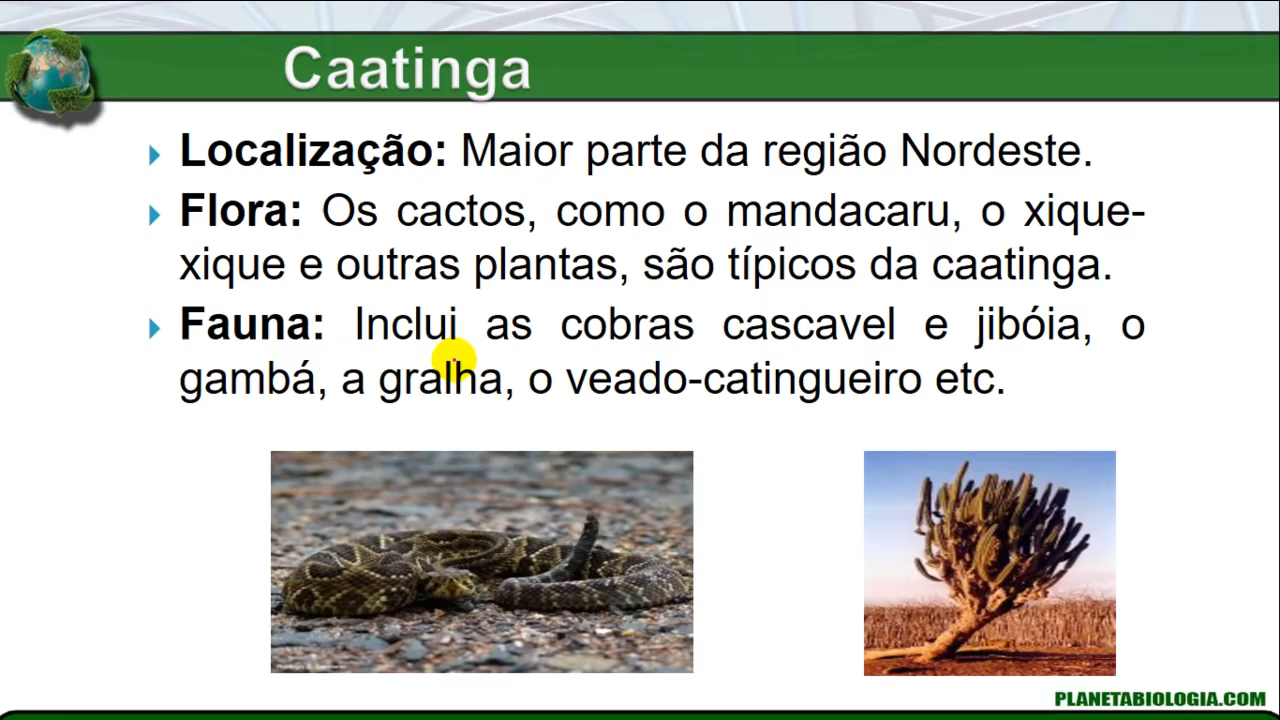 Caatinga
Localização: Maior parte da região Nordeste.
Flora: Os cactos, como o mandacaru, o xique-
xique e outras plantas, são típicos da caatinga.
Fauna: Inclui as cobras cascavel e jibóia, o
gambá, a gralha, o veado-catingueiro etc.
PLANETABIOLOGIA.COM